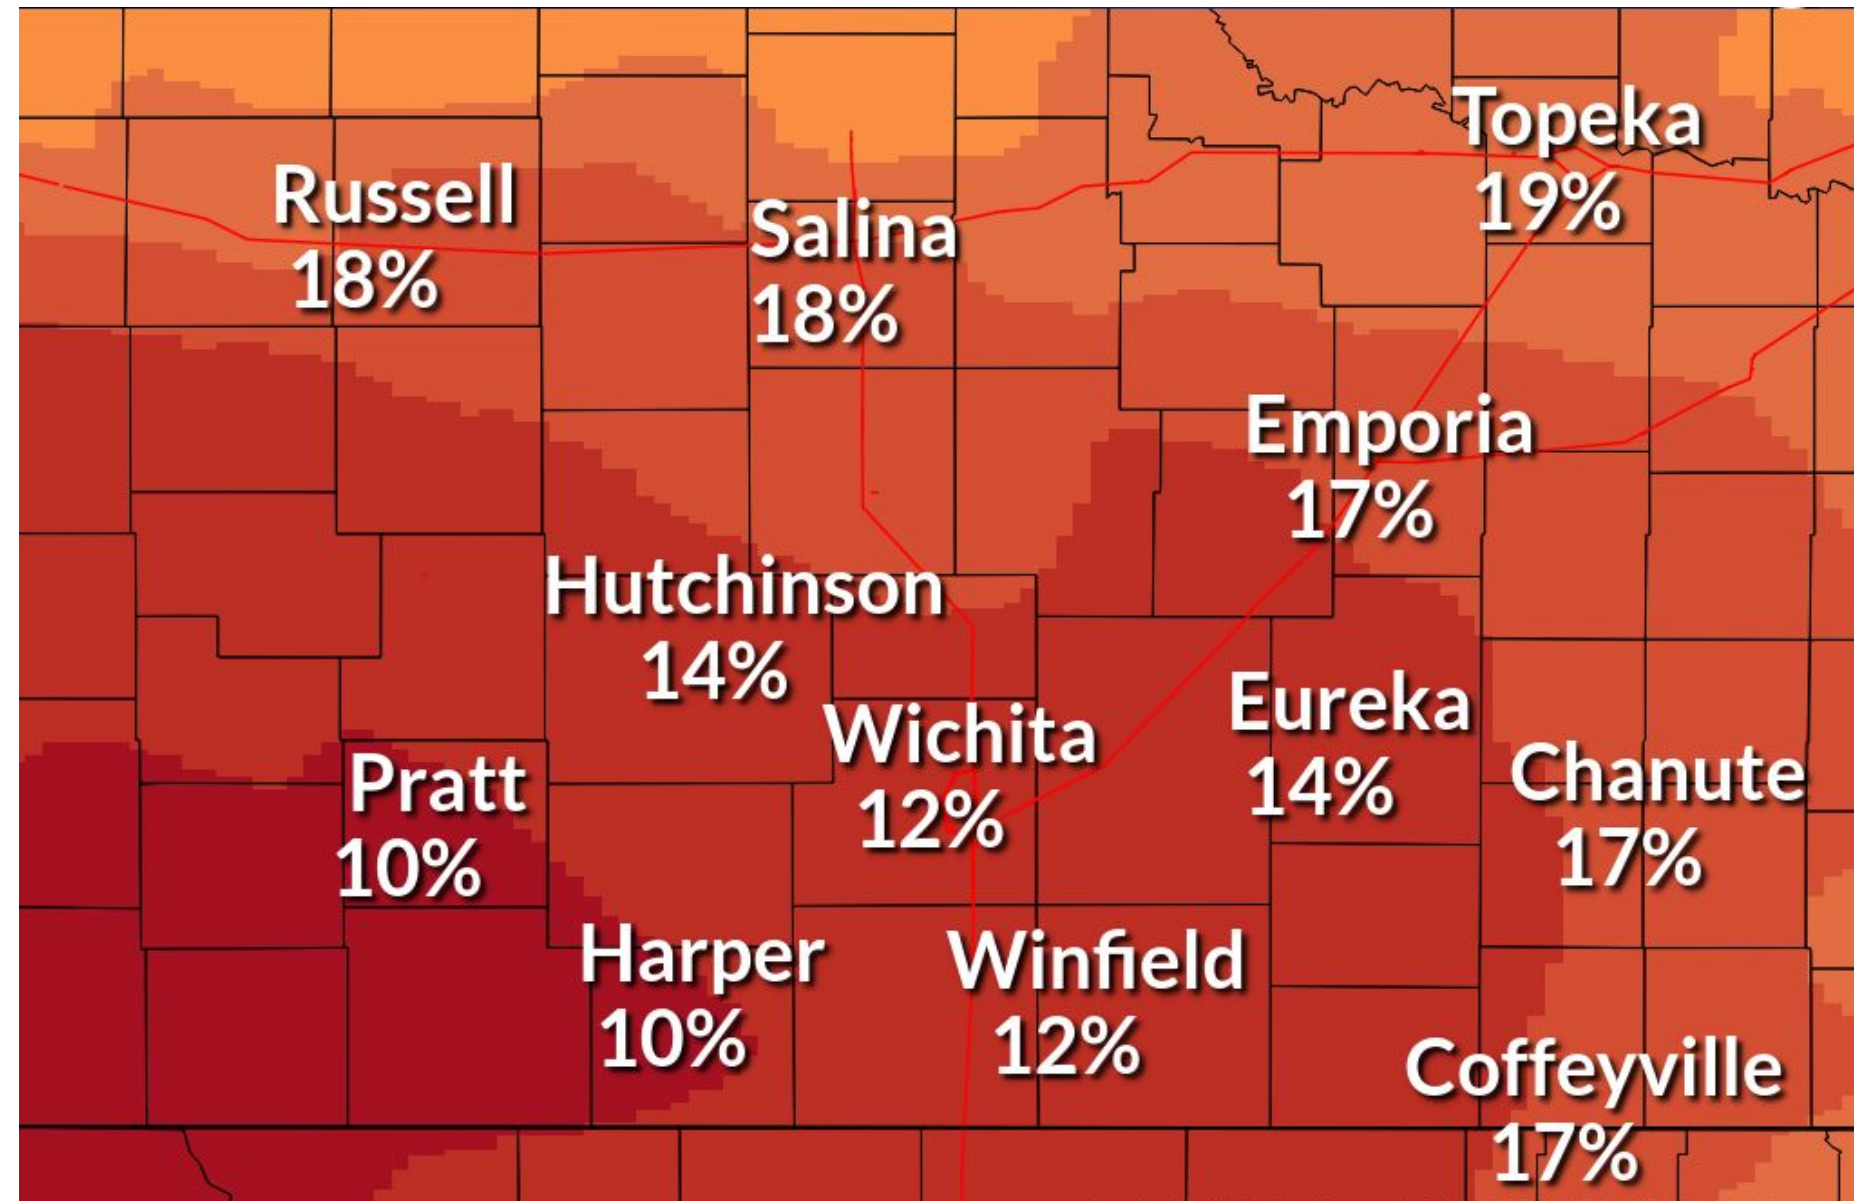 Topeka
19%
Russell
18%
Salina
18%
Emporia
17%
Hutchinson
14%
Eureka
14%
Wichita
12%
Chanute
17%
Pratt
10%
Harper
10%
Winfield
12%
Coffeyville
17%